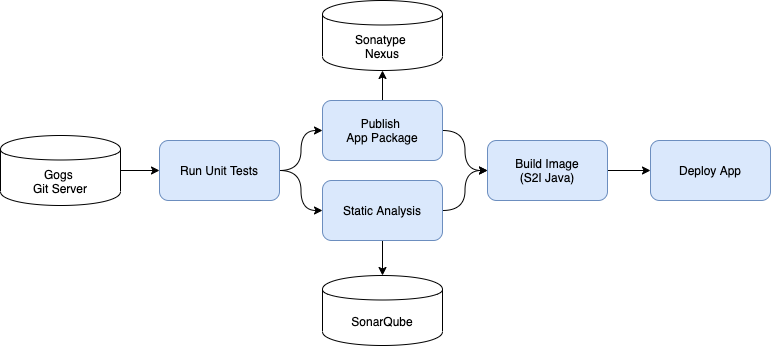 Sonatype
Nexus
Publish
App Package
Gogs
Git Server
Run Unit Tests
Build Image
(S2I Java)
Deploy App
Static Analysis
SonarQube